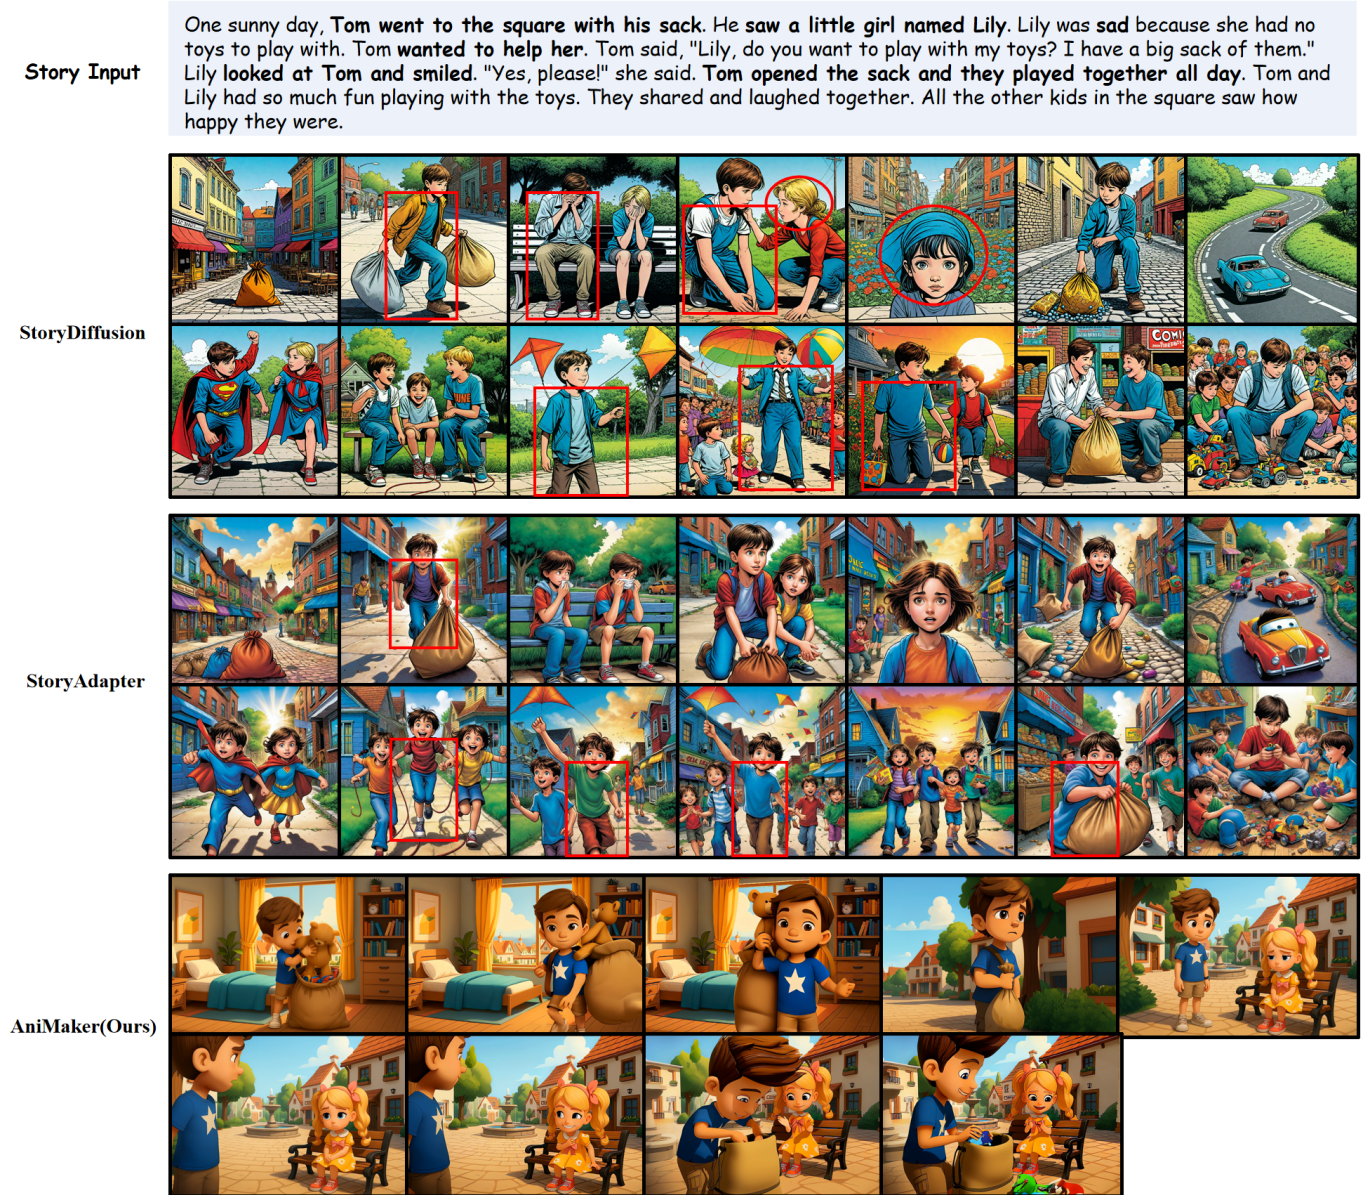 Story Input
One sunny day, Tom went to the square with his sack. He saw a little girl named Lily. Lily was sad because she had no
toys to play with. Tom wanted to help her. Tom said, "Lily, do you want to play with my toys? I have a big sack of them."
Lily looked at Tom and smiled. "Yes, please!" she said. Tom opened the sack and they played together all day. Tom and
Lily had so much fun playing with the toys. They shared and laughed together. All the other kids in the square saw how
happy they were.
StoryDiffusion
COMI
StoryAdapter
AniMaker(Ours)